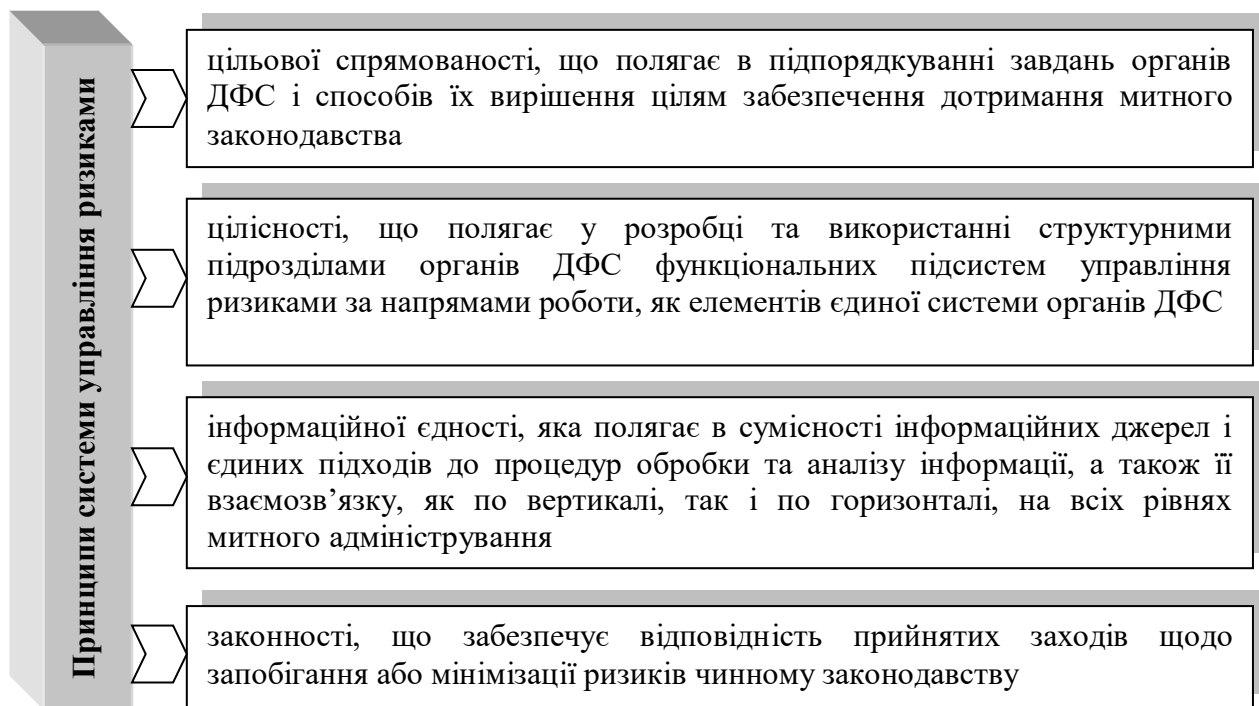 Принципи системи управління ризиками
цільової спрямованості, що полягає в підпорядкуванні завдань органів
ДФС і способів їх вирішення цілям забезпечення дотримання митного
законодавства
цілісності, що полягає у розробці та використанні структурними
підрозділами органів ДФС функціональних підсистем управління
ризиками за напрямами роботи, як елементів єдиної системи органів ДФС
інформаційної єдності, яка полягає в сумісності інформаційних джерел і
єдиних підходів до процедур обробки та аналізу інформації, а також її
взаємозв’язку, як по вертикалі, так і по горизонталі, на всіх рівнях
митного адміністрування
законності, що забезпечує відповідність прийнятих заходів щодо
запобігання або мінімізації ризиків чинному законодавству